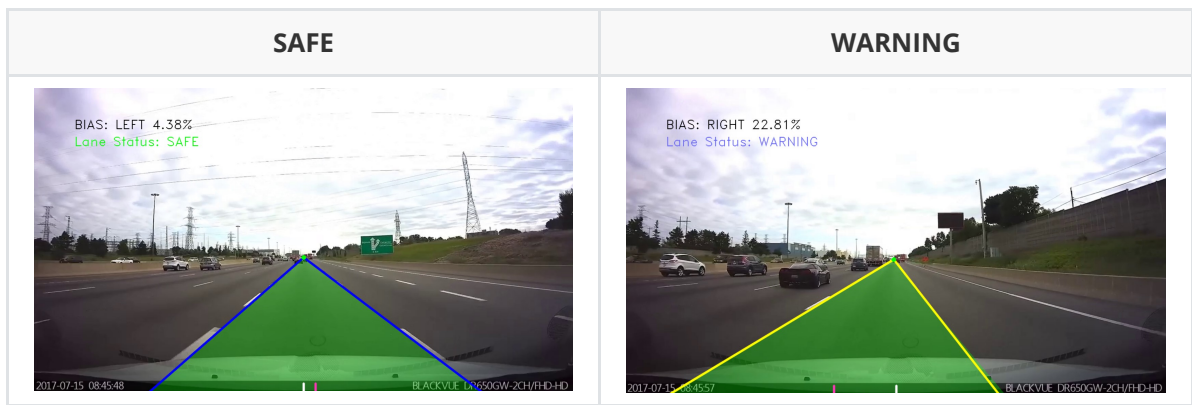 SAFE
WARNING
BIAS: LEFT 4.38%
Lane Status: SAFE
2017-07-15 08:45:48
BLACKVUE DR650GW-2CH/FHD-HD
BIAS: RIGHT 22.81%
Lane Status: WARNING
2017-07-15 08:45:57
BLACKVUE DR650GW-2CH/FHD-HD